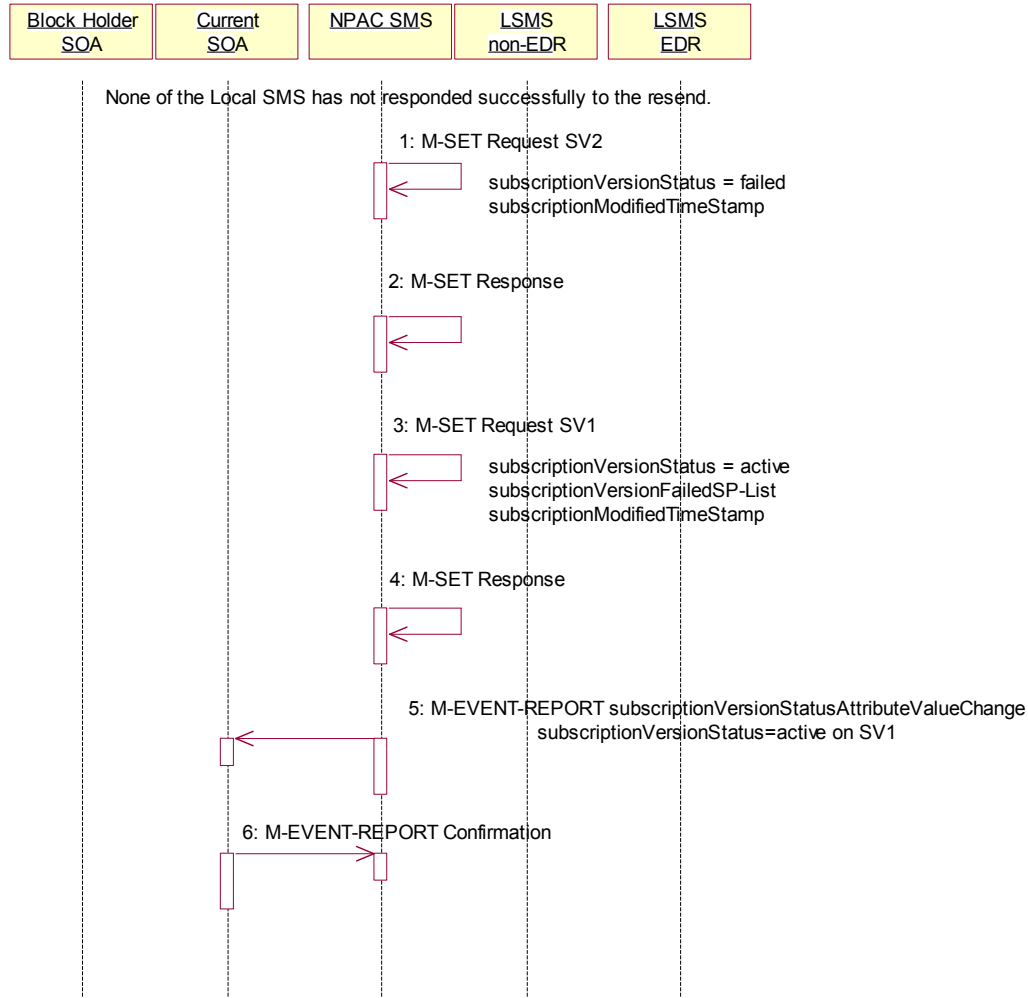 Block Holder
SOA
Current
SOA
NPAC SMS
LSMS
non-EDR
LSMS
EDR
None of the Local SMS has not responded successfully to the resend.
1: M-SET Request SV2
subscriptionVersionStatus = failed
subscriptionModifiedTimeStamp
2: M-SET Response
3: M-SET Request SV1
subscriptionVersionStatus = active
subscriptionVersionFailedSP-List
subscriptionModifiedTimeStamp
4: M-SET Response
5: M-EVENT-REPORT subscriptionVersionStatusAttributeValueChange
subscriptionVersionStatus=active on SV1
6: M-EVENT-REPORT Confirmation